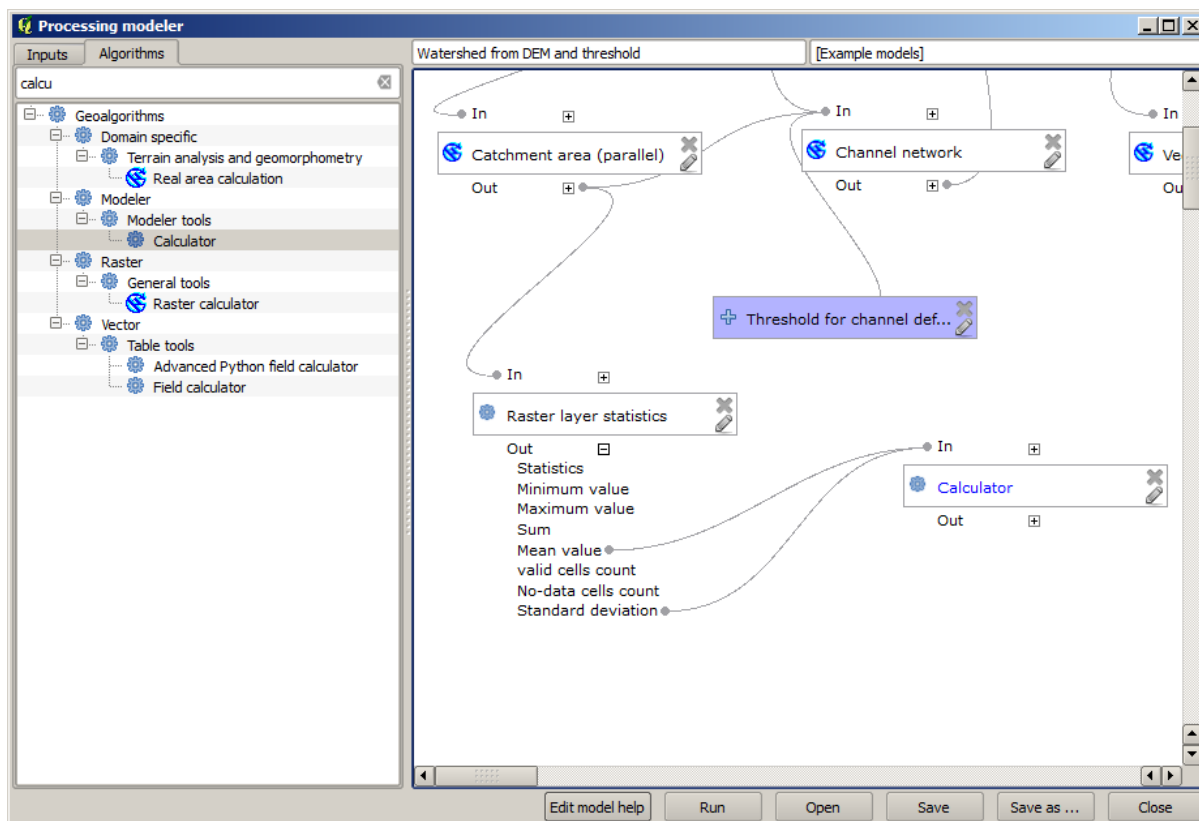 Processing modeler
Inputs
Algorithms
Watershed from DEM and threshold
[Example models]
calcu
Geoalgorithms
Domain specific
Terrain analysis and geomorphometry
Real area calculation
Modeler
Modeler tools
Calculator
Raster
General tools
Raster calculator
Vector
Table tools
Advanced Python field calculator
Field calculator
In
Catchment area (parallel)
Out
In
Channel network
Out
In
Ve
Ou
Threshold for channel def...
In
Raster layer statistics
Out
Statistics
Minimum value
Maximum value
Sum
Mean value
valid cells count
No-data cells count
Standard deviation
In
Calculator
Out
Edit model help
Run
Open
Save
Save as ...
Close